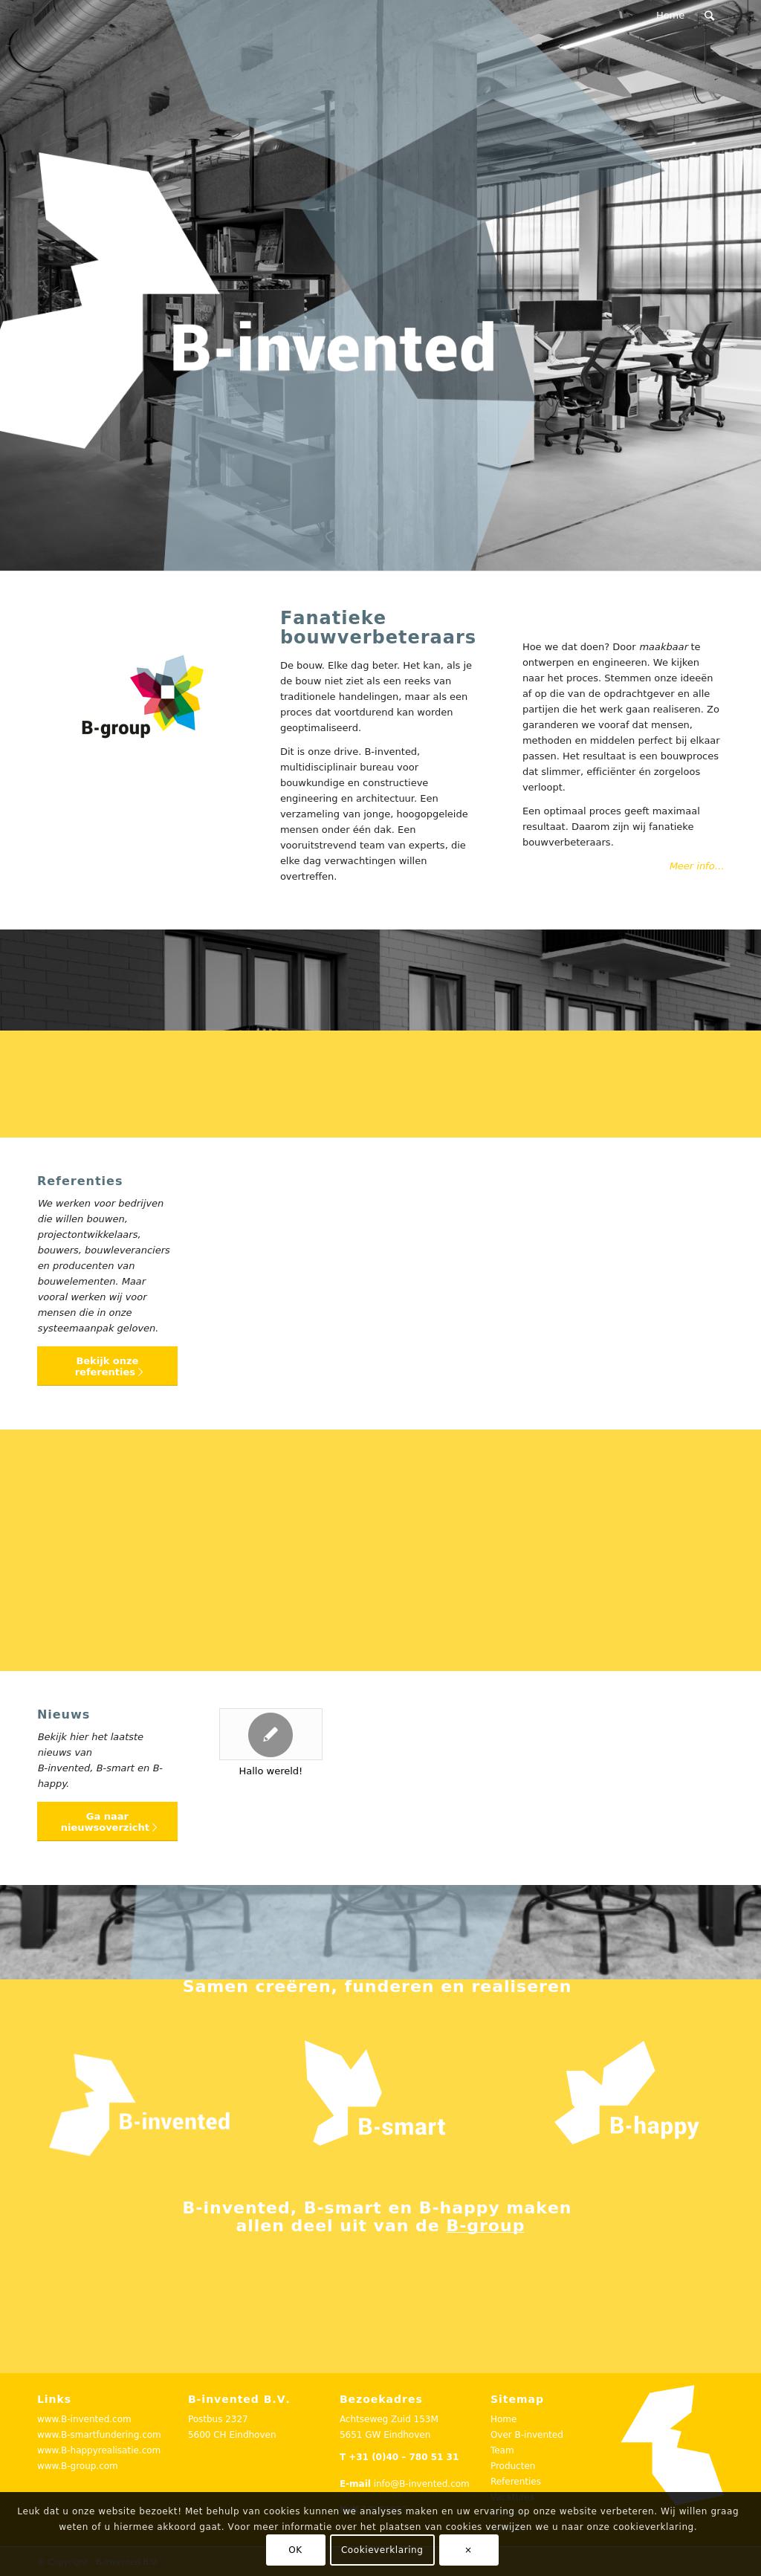 Home
B-invented
Fanatieke
bouwverbeteraars
De bouw. Elke dag beter. Het kan, als je
de bouw niet ziet als een reeks van
traditionele handelingen, maar als een
proces dat voortdurend kan worden
geoptimaliseerd.
Dit is onze drive. B-invented,
multidisciplinair bureau voor
bouwkundige en constructieve
engineering en architectuur. Een
verzameling van jonge, hoogopgeleide
mensen onder één dak. Een
vooruitstrevend team van experts, die
elke dag verwachtingen willen
overtreffen.
Hoe we dat doen? Door maakbaar te
ontwerpen en engineeren. We kijken
naar het proces. Stemmen onze ideeën
af op die van de opdrachtgever en alle
partijen die het werk gaan realiseren. Zo
garanderen we vooraf dat mensen,
methoden en middelen perfect bij elkaar
passen. Het resultaat is een bouwproces
dat slimmer, efficiënter én zorgeloos
verloopt.
Een optimaal proces geeft maximaal
resultaat. Daarom zijn wij fanatieke
bouwverbeteraars.
Meer info...
B-group
Referenties
We werken voor bedrijven
die willen bouwen,
projectontwikkelaars,
bouwers, bouwleveranciers
en producenten van
bouwelementen. Maar
vooral werken wij voor
mensen die in onze
systeemaanpak geloven.
Bekijk onze
referenties
Nieuws
Bekijk hier het laatste
nieuws van
B-invented, B-smart en B-
happy.
Ga naar
nieuwsoverzicht
Hallo wereld!
Samen creëren, funderen en realiseren
B-invented
B-smart
B-happy
B-invented, B-smart en B-happy maken
allen deel uit van de B-group
Links
www.B-invented.com
www.B-smartfundering.com
www.B-happyrealisatie.com
www.B-group.com
B-invented B.V.
Postbus 2327
5600 CH Eindhoven
Bezoekadres
Achtseweg Zuid 153M
5651 GW Eindhoven
T +31 (0)40 – 780 51 31
E-mail info@B-invented.com
Sitemap
Home
Over B-invented
Team
Producten
Referenties
Leuk dat u onze website bezoekt! Met behulp van cookies kunnen we analyses maken en uw ervaring op onze website verbeteren. Wij willen graag
weten of u hiermee akkoord gaat. Voor meer informatie over het plaatsen van cookies verwijzen we u naar onze cookieverklaring.
OK
Cookieverklaring
×